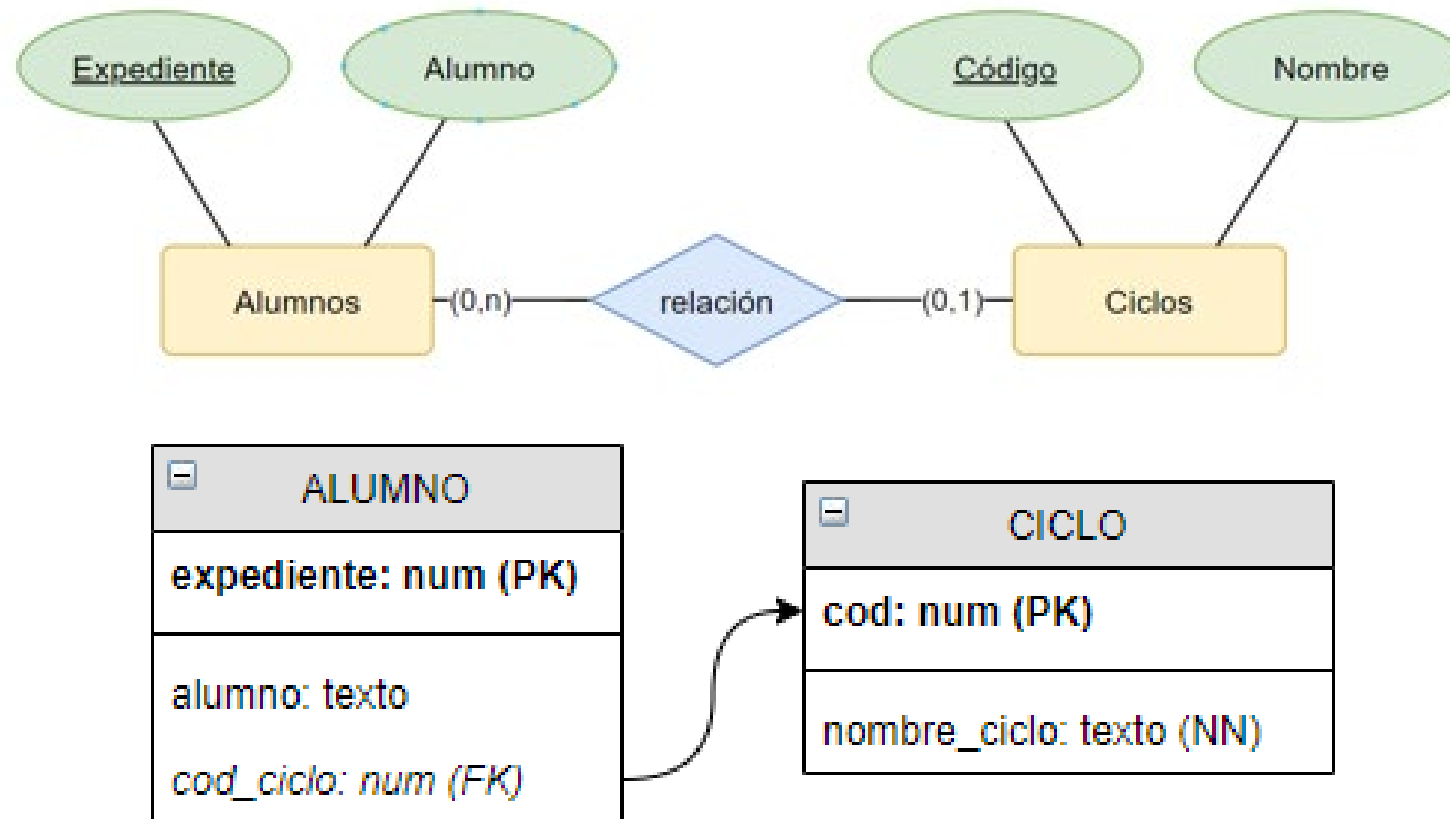 Expediente
Alumno
Código
Nombre
Alumnos
(0,n)
relación
(0,1)
Ciclos
ALUMNO
expediente: num (PK)
alumno: texto
cod_ciclo: num (FK)
CICLO
cod: num (PK)
nombre_ciclo: texto (NN)